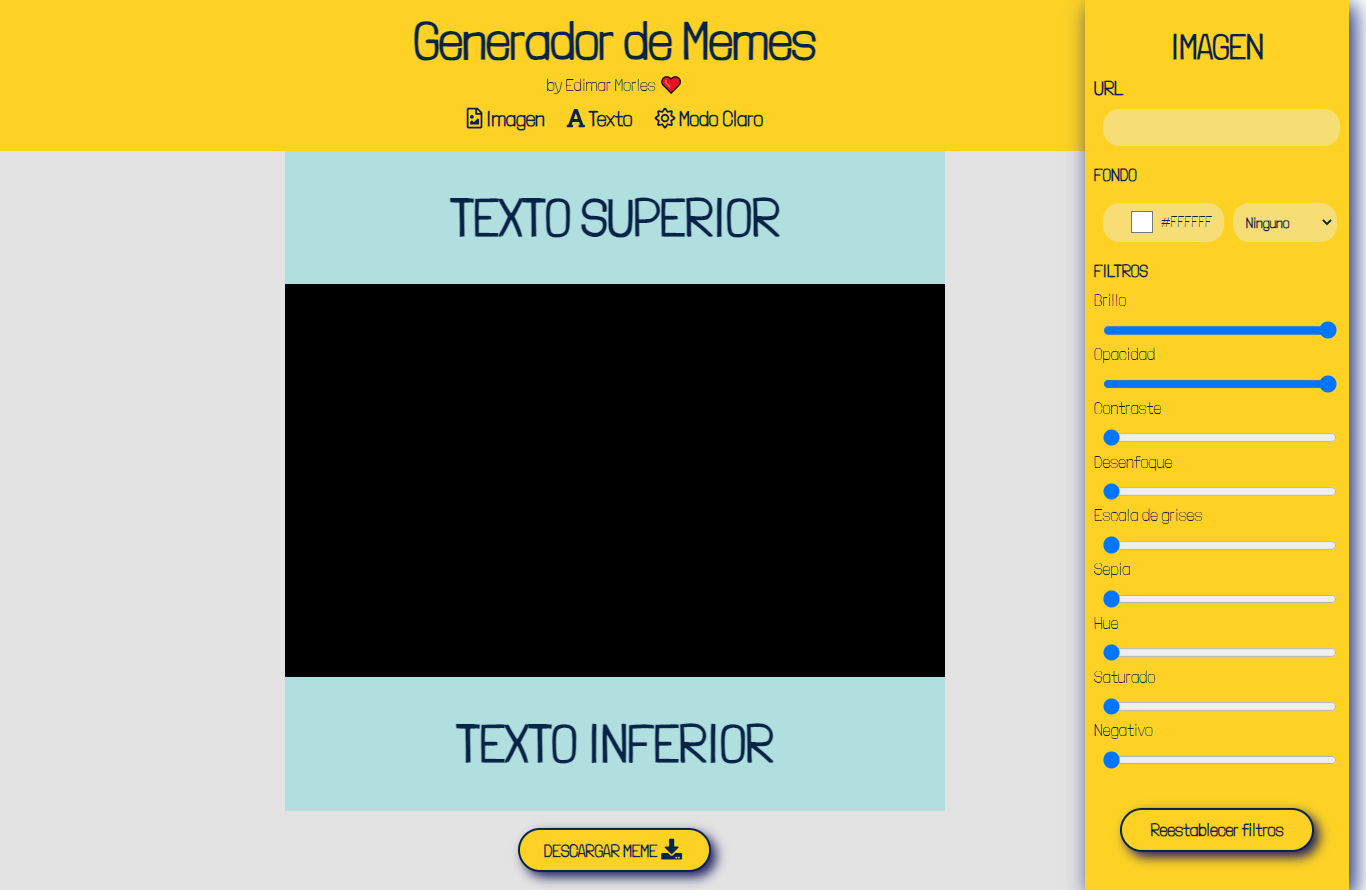 Generador de Memes
by Edimar Morles
Imagen
Texto
Modo Claro
TEXTO SUPERIOR
TEXTO INFERIOR
DESCARGAR MEME
IMAGEN
URL
FONDO
#FFFFFF
Ninguno
FILTROS
Brillo
Opacidad
Contraste
Desenfoque
Escala de grises
Sepia
Hue
Saturado
Negativo
Reestablecer filtros